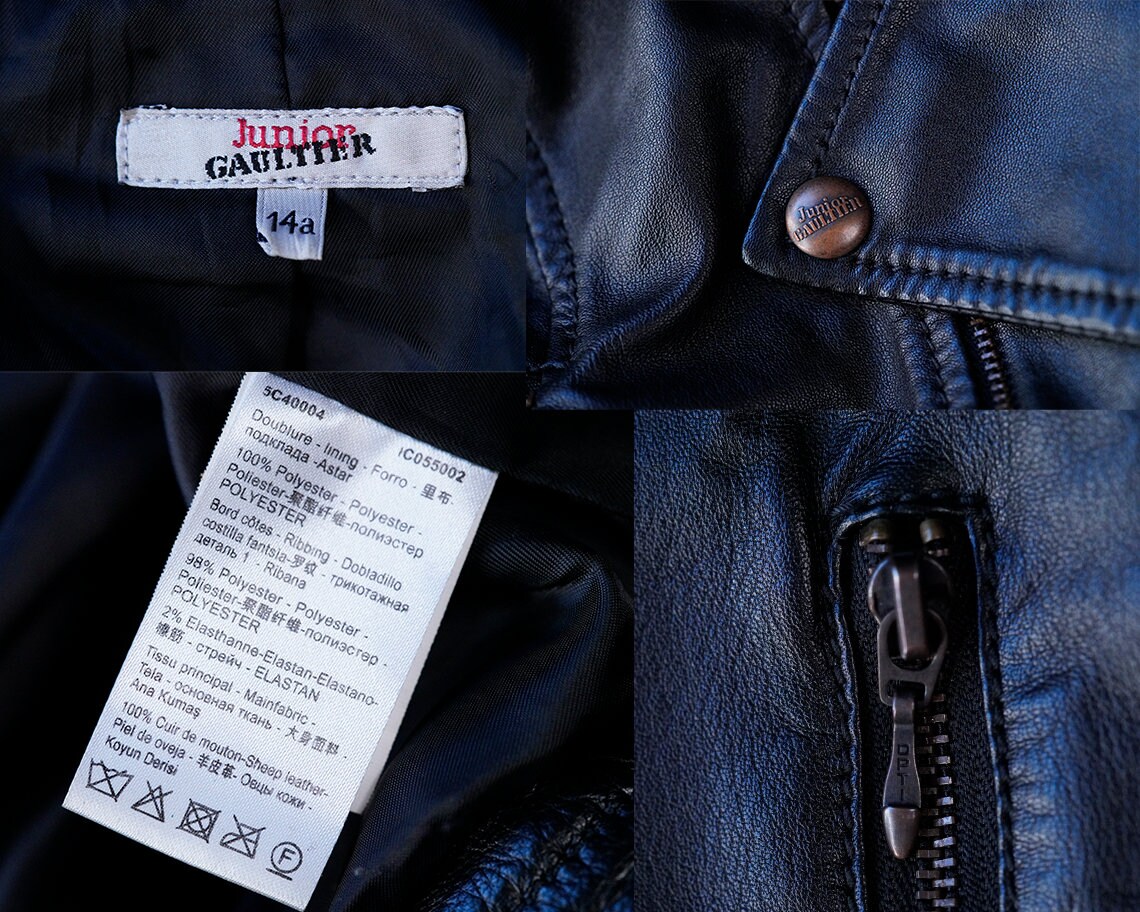 Junior
GAULTIER
14a
Junior
GAULTIER
5C40004
IC055002
Doublure - lining - Forro - 里布 -
подклада -Astar
100% Polyester - Polyester -
Poliester-聚酯纤维-полиэстер
POLYESTER
Bord côtes - Ribbing - Dobladillo
costilla fantsia-罗纹 - трикотажная
деталь 1 - Ribana
98% Polyester - Polyester -
Poliester-聚酯纤维-полиэстер -
POLYESTER
2% Elasthanne-Elastan-Elastano-
橡筋 - стрейч - ELASTAN
Tissu principal - Mainfabric -
Tela - основная ткань - 大身面料 -
Ana Kumaş
100% Cuir de mouton-Sheep leather-
Piel de oveja - 羊皮革- Овцы кожи -
Koyun Derisi
F